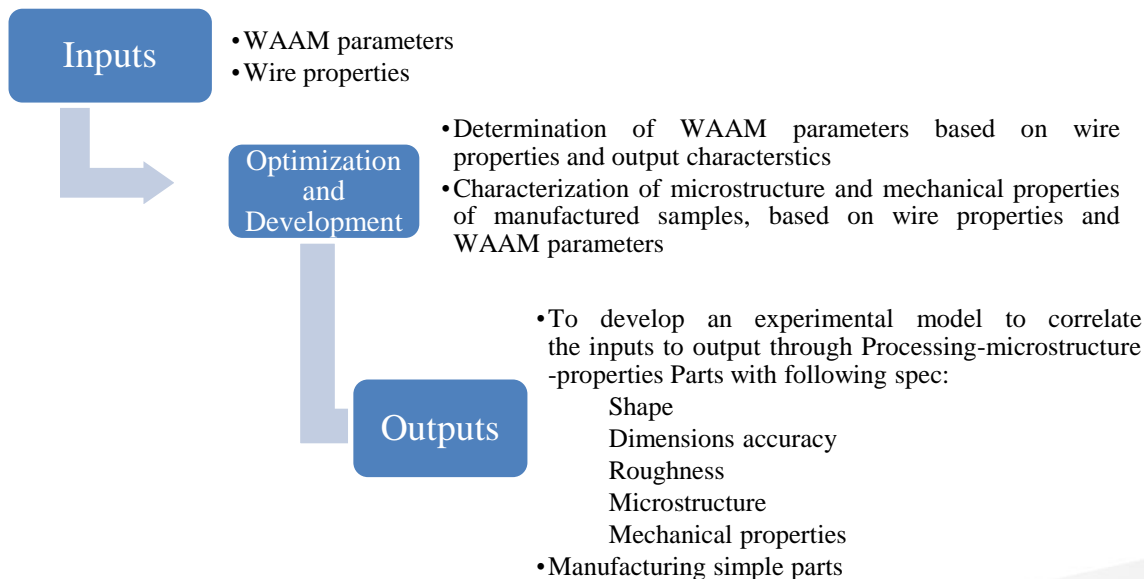 Inputs
•WAAM parameters
•Wire properties
Optimization
and
Development
•Determination of WAAM parameters based on wire
properties and output characterstics
•Characterization of microstructure and mechanical properties
of manufactured samples, based on wire properties and
WAAM parameters
Outputs
•To develop an experimental model to correlate
the inputs to output through Processing-microstructure
-properties Parts with following spec:
Shape
Dimensions accuracy
Roughness
Microstructure
Mechanical properties
•Manufacturing simple parts